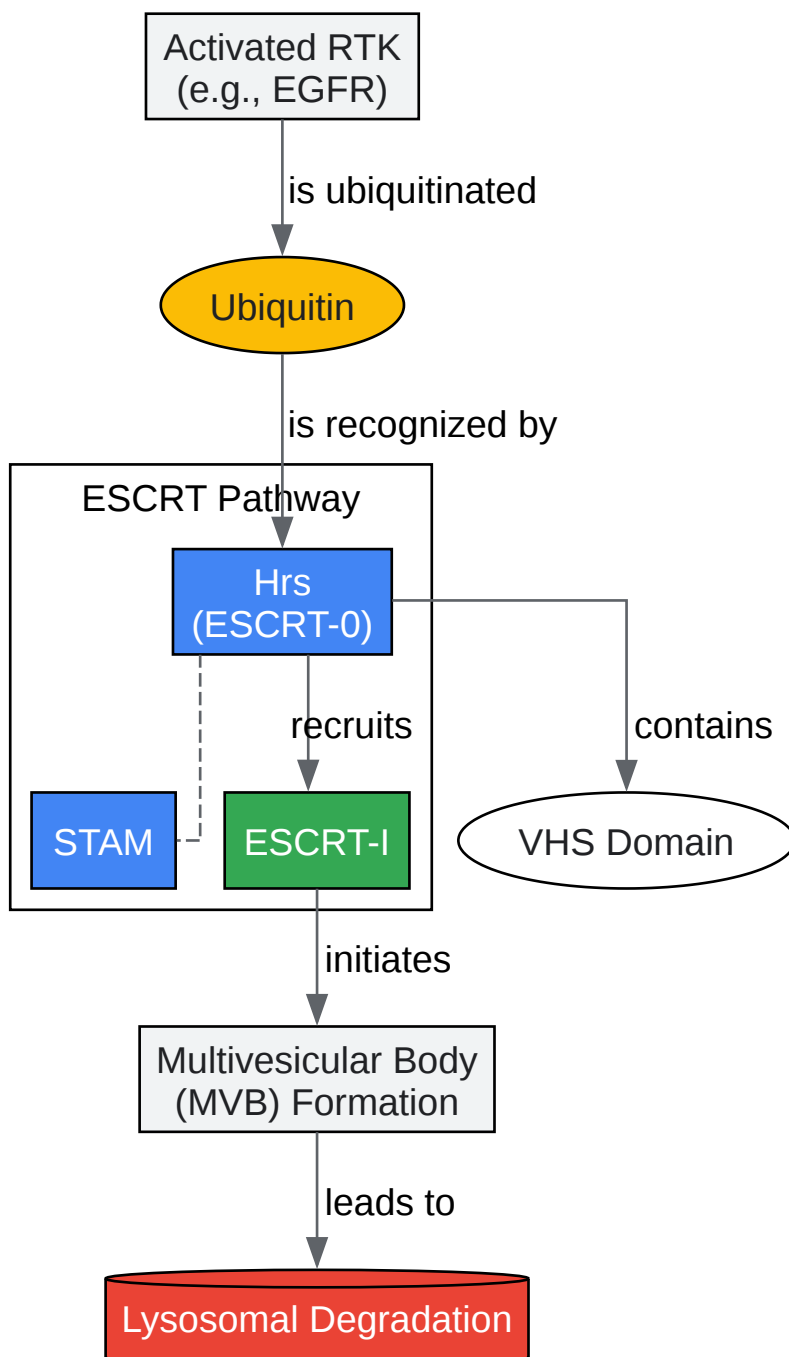 Activated RTK
(e.g., EGFR)
is ubiquitinated
Ubiquitin
is recognized by
ESCRT Pathway
Hrs
(ESCRT-0)
recruits
contains
STAM
ESCRT-I
VHS Domain
initiates
Multivesicular Body
(MVB) Formation
leads to
Lysosomal Degradation